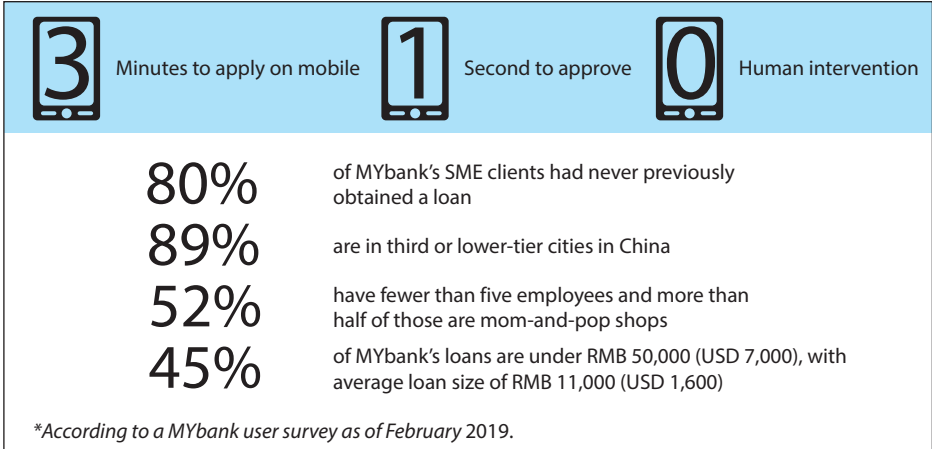 3 Minutes to apply on mobile 1 Second to approve 0 Human intervention
80% of MYbank's SME clients had never previously
obtained a loan
89% are in third or lower-tier cities in China
52% have fewer than five employees and more than
half of those are mom-and-pop shops
45% of MYbank's loans are under RMB 50,000 (USD 7,000), with
average loan size of RMB 11,000 (USD 1,600)
*According to a MYbank user survey as of February 2019.